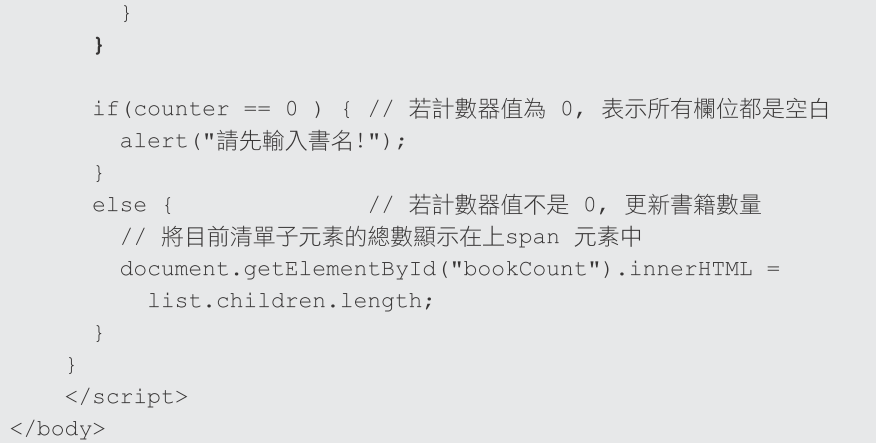 }
      }

      if(counter == 0 ) { // 若計數器值為 0, 表示所有欄位都是空白
        alert("請先輸入書名!");
      }
      else {              // 若計數器值不是 0, 更新書籍數量
        // 將目前清單子元素的總數顯示在上span 元素中
        document.getElementById("bookCount").innerHTML =
          list.children.length;
      }
    }
    </script>
</body>